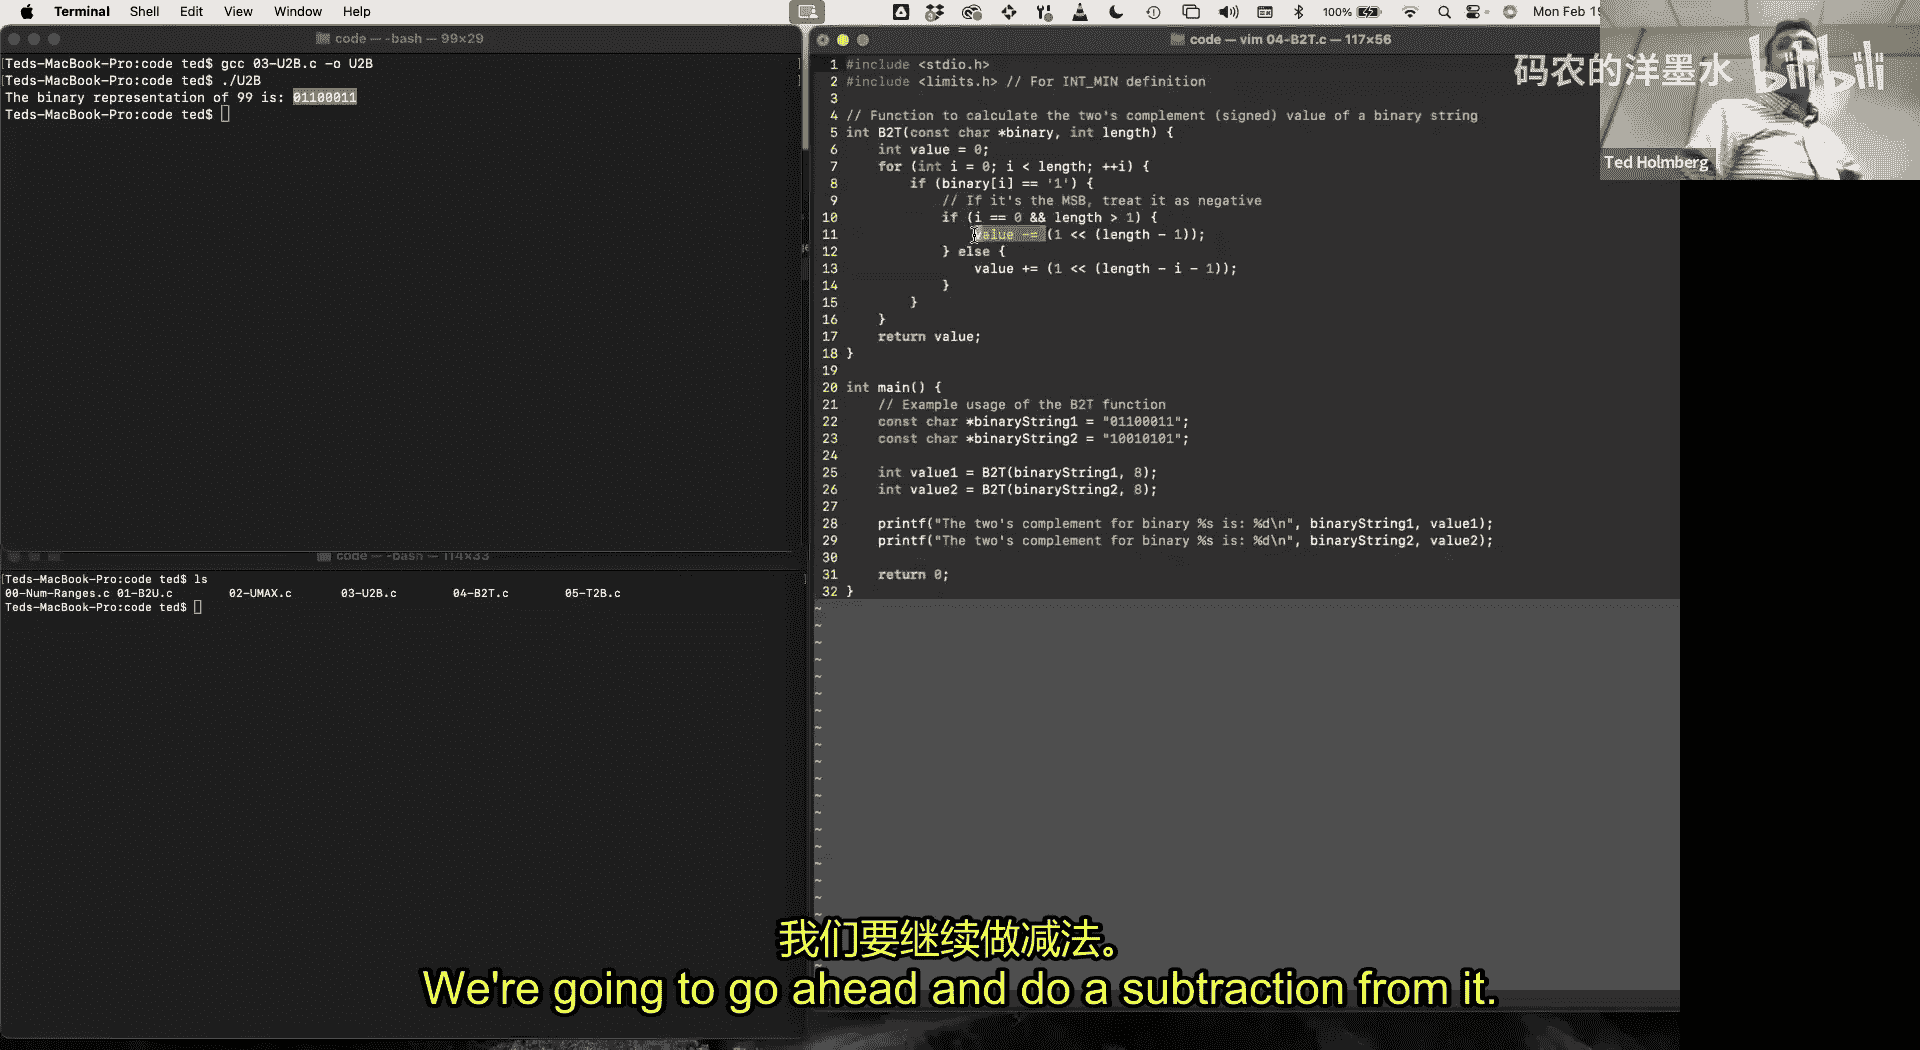 Terminal Shell Edit View Window Help 100% Mon Feb 19
code — -bash — 99×29
Teds-MacBook-Pro:code ted$ gcc 03-U2B.c -o U2B
Teds-MacBook-Pro:code ted$ ./U2B
The binary representation of 99 is: 01100011
Teds-MacBook-Pro:code ted$
code — -bash — 114×33
Teds-MacBook-Pro:code ted$ ls
00-Num-Ranges.c 01-B2U.c 02-UMAX.c 03-U2B.c 04-B2T.c 05-T2B.c
Teds-MacBook-Pro:code ted$
code — vim 04-B2T.c — 117×56
1 #include <stdio.h>
2 #include <limits.h> // For INT_MIN definition
3
4 // Function to calculate the two's complement (signed) value of a binary string
5 int B2T(const char *binary, int length) {
6     int value = 0;
7     for (int i = 0; i < length; ++i) {
8         if (binary[i] == '1') {
9             // If it's the MSB, treat it as negative
10             if (i == 0 && length > 1) {
11                 value -= (1 << (length - 1));
12             } else {
13                 value += (1 << (length - i - 1));
14             }
15         }
16     }
17     return value;
18 }
19
20 int main() {
21     // Example usage of the B2T function
22     const char *binaryString1 = "01100011";
23     const char *binaryString2 = "10010101";
24
25     int value1 = B2T(binaryString1, 8);
26     int value2 = B2T(binaryString2, 8);
27
28     printf("The two's complement for binary %s is: %d\n", binaryString1, value1);
29     printf("The two's complement for binary %s is: %d\n", binaryString2, value2);
30
31     return 0;
32 }
码农的洋墨水 bilibili
Ted Holmberg
我们要继续做减法。
We're going to go ahead and do a subtraction from it.